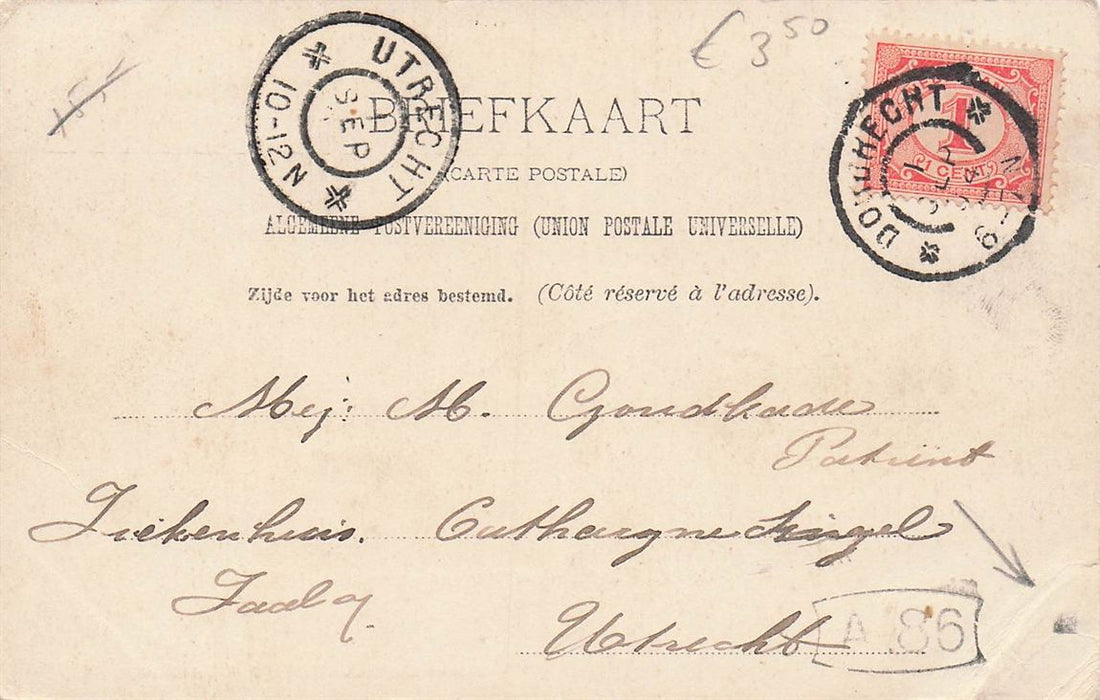 € 3 50
UTRECHT
SEP
10-12N
BRIEFKAART
(CARTE POSTALE)
ALGEMEENE POSTVEREENIGING (UNION POSTALE UNIVERSELLE)
Zijde voor het adres bestemd. (Côté réservé à l'adresse).
DORDRECHT
1
1 CENT
Mej: M. Goudkade
Patient
Ziekenhuis. Catharyne Singel
Zaal
Utrecht
A 86